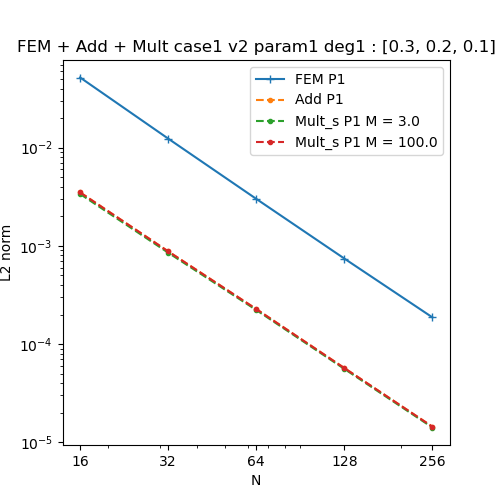 FEM + Add + Mult case1 v2 param1 deg1 : [0.3, 0.2, 0.1]
FEM P1
Add P1
Mult_s P1 M = 3.0
Mult_s P1 M = 100.0
L2 norm
10⁻²
10⁻³
10⁻⁴
10⁻⁵
16 32 64 128 256
N